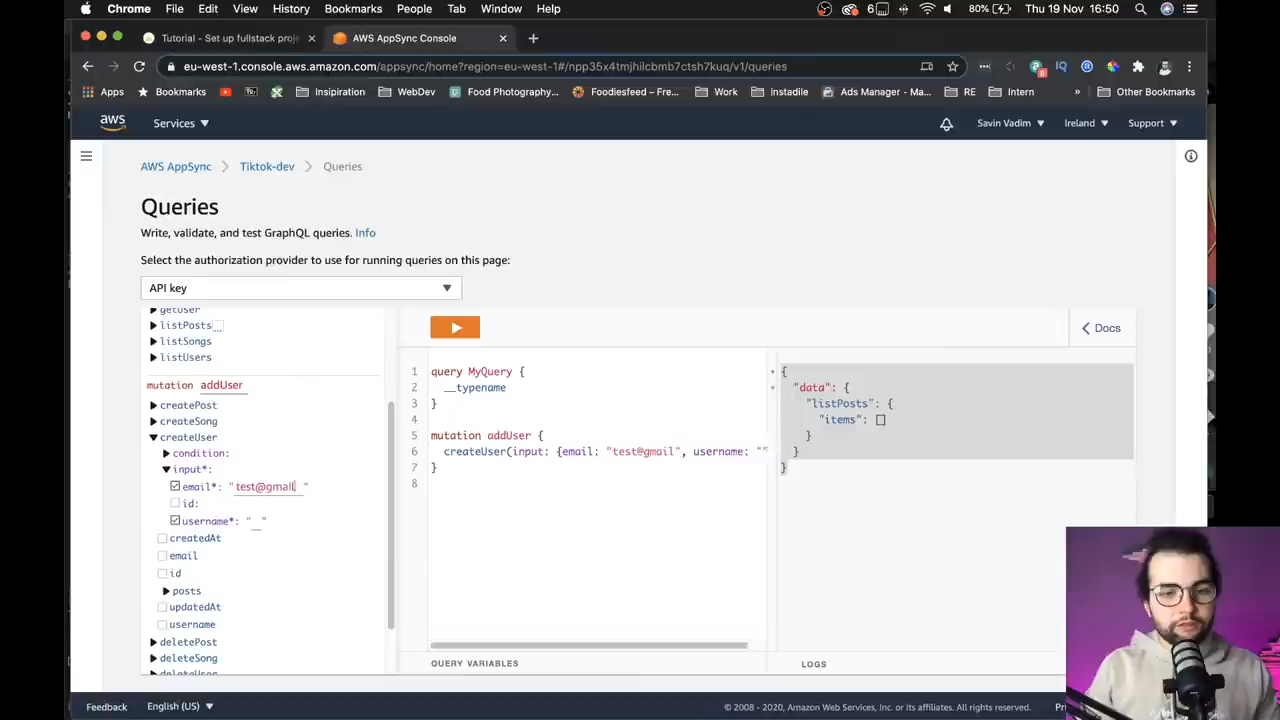 Chrome File Edit View History Bookmarks People Tab Window Help 6 80% Thu 19 Nov 16:50
Tutorial - Set up fullstack proj × AWS AppSync Console × +
eu-west-1.console.aws.amazon.com/appsync/home?region=eu-west-1#/npp35x4tmjhilcbmb7ctsh7kuq/v1/queries
Apps Bookmarks Insipiration WebDev Food Photography... Foodiesfeed – Fre... Work Instadile Ads Manager - Ma... RE Intern » Other Bookmarks
aws Services Savin Vadim Ireland Support
AWS AppSync > Tiktok-dev > Queries
Queries
Write, validate, and test GraphQL queries. Info
Select the authorization provider to use for running queries on this page:
API key
getUser
listPosts...
listSongs
listUsers
mutation addUser
createPost
createSong
createUser
condition:
input*:
email*: "test@gmail "
id:
username*: "__"
createdAt
email
id
posts
updatedAt
username
deletePost
deleteSong
deleteUser
Docs
1 query MyQuery {
2 __typename
3 }
4
5 mutation addUser {
6 createUser(input: {email: "test@gmail", username: ""
7 }
8
{
"data": {
"listPosts": {
"items": []
}
}
}
QUERY VARIABLES
LOGS
Feedback English (US) © 2008 - 2020, Amazon Web Services, Inc. or its affiliates. All rights reserved.